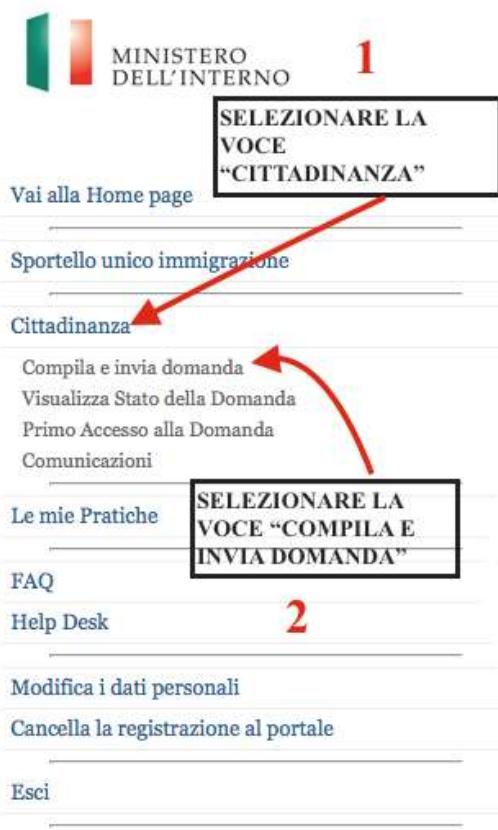 MINISTERO
DELL'INTERNO
1
SELEZIONARE LA
VOCE
“CITTADINANZA”
Vai alla Home page
Sportello unico immigrazione
Cittadinanza
Compila e invia domanda
Visualizza Stato della Domanda
Primo Accesso alla Domanda
Comunicazioni
Le mie Pratiche
SELEZIONARE LA
VOCE “COMPILA E
INVIA DOMANDA”
FAQ
Help Desk
2
Modifica i dati personali
Cancella la registrazione al portale
Esci